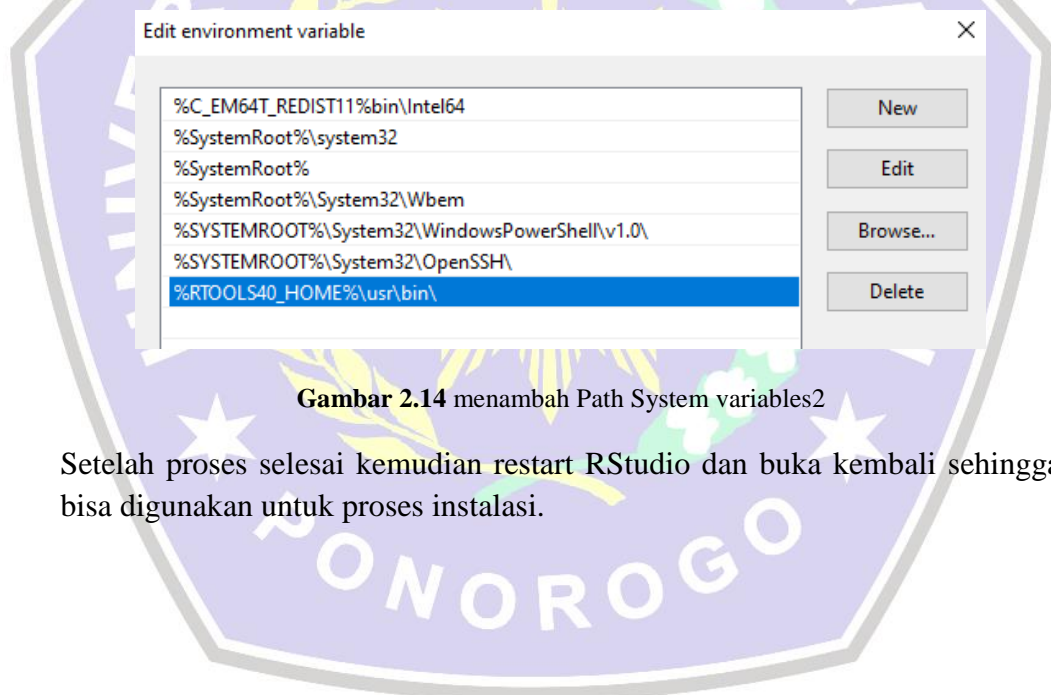 Edit environment variable
%C_EM64T_REDIST11%bin\Intel64
New
%SystemRoot%\system32
%SystemRoot%
Edit
%SystemRoot%\System32\Wbem
%SYSTEMROOT%\System32\WindowsPowerShell\v1.0\
Browse...
%SYSTEMROOT%\System32\OpenSSH\
%RTOOLS40_HOME%\usr\bin\
Delete
Gambar 2.14 menambah Path System variables2
Setelah proses selesai kemudian restart RStudio dan buka kembali sehingga
bisa digunakan untuk proses instalasi.
PONOROGO